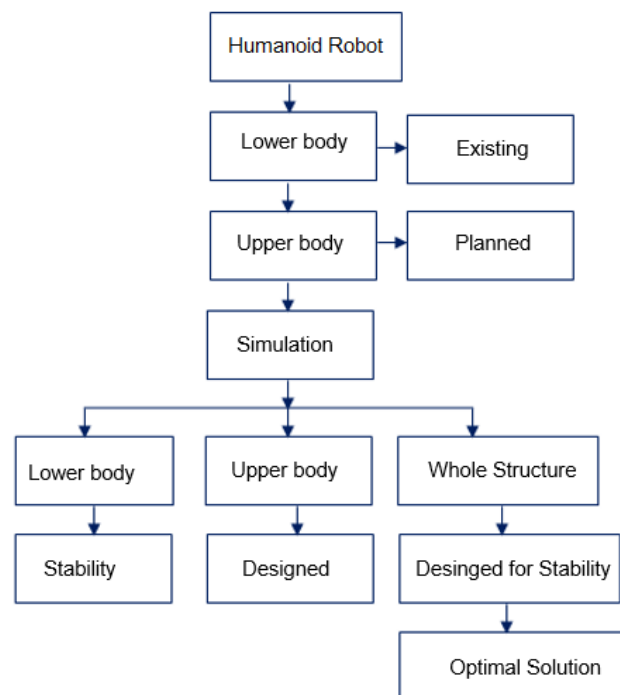 Humanoid Robot
Lower body
Existing
Upper body
Planned
Simulation
Lower body
Upper body
Whole Structure
Stability
Designed
Desinged for Stability
Optimal Solution